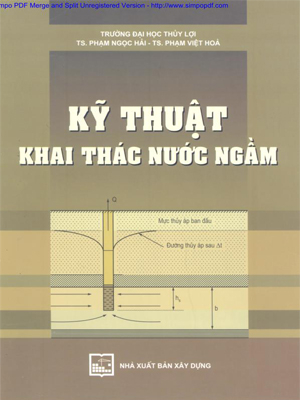 mpo PDF Merge and Split Unregistered Version - http://www.simpopdf.com
TRƯỜNG ĐẠI HỌC THỦY LỢI
TS. PHẠM NGỌC HẢI - TS. PHẠM VIỆT HOÀ
KỸ THUẬT
KHAI THÁC NƯỚC NGẦM
Q
Mực thủy áp ban đầu
Đường thủy áp sau Δt
b
NHÀ XUẤT BẢN XÂY DỰNG